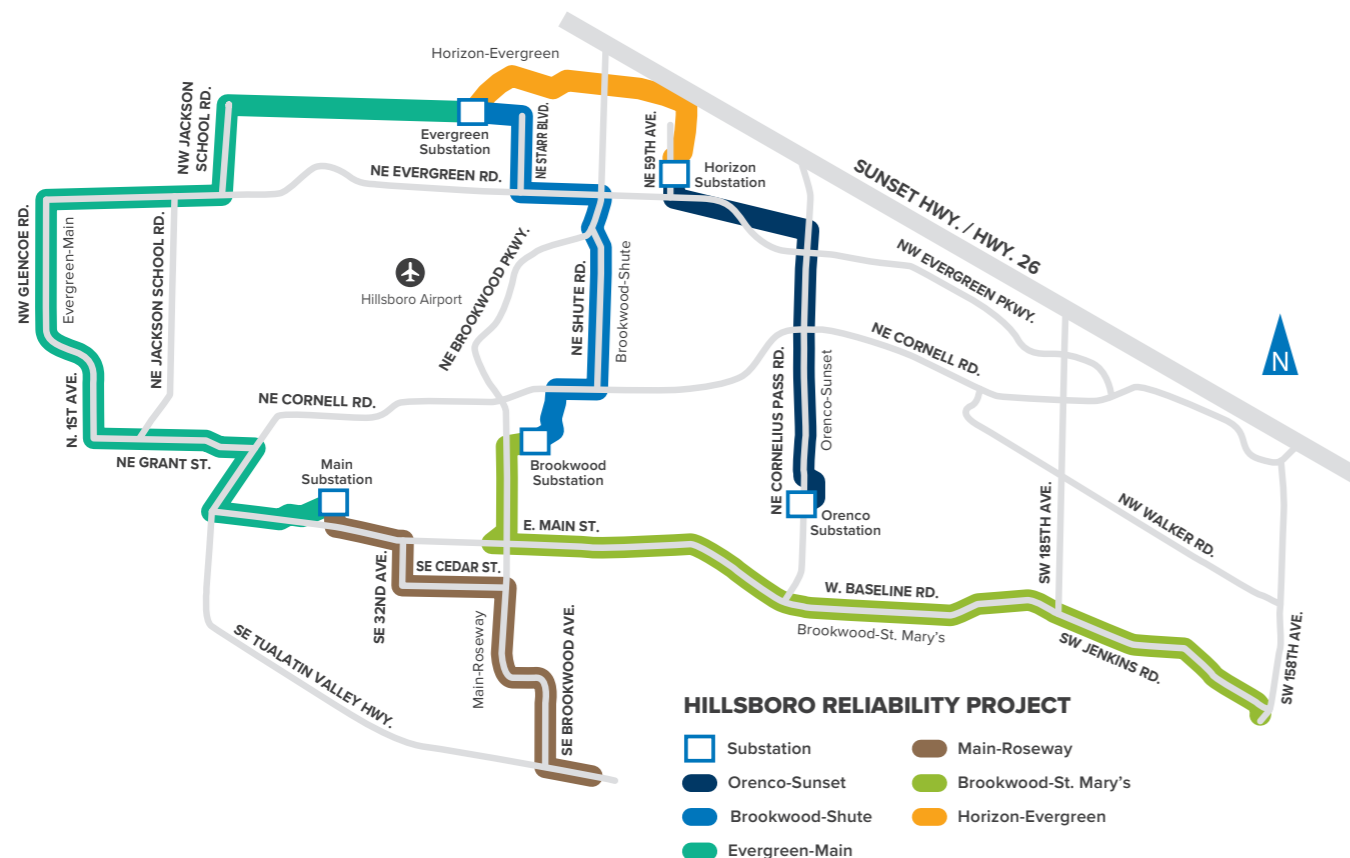 Horizon-Evergreen
NW JACKSON
SCHOOL RD.
Evergreen
Substation
NE STARR BLVD.
NE 59TH AVE.
Horizon
Substation
SUNSET HWY. / HWY. 26
NE EVERGREEN RD.
NW GLENCOE RD.
Evergreen-Main
NE JACKSON SCHOOL RD.
Hillsboro Airport
NE BROOKWOOD PKWY.
NE SHUTE RD.
Brookwood-Shute
NW EVERGREEN PKWY.
N
NE CORNELL RD.
NE CORNELIUS PASS RD.
Orenco-Sunset
N. 1ST AVE.
NE CORNELL RD.
NE GRANT ST.
Main
Substation
Brookwood
Substation
Orenco
Substation
SW 185TH AVE.
NW WALKER RD.
E. MAIN ST.
SE 32ND AVE.
SE CEDAR ST.
W. BASELINE RD.
Brookwood-St. Mary's
SW JENKINS RD.
SW 158TH AVE.
SE TUALATIN VALLEY HWY.
Main-Roseway
SE BROOKWOOD AVE.
HILLSBORO RELIABILITY PROJECT
Substation
Orenco-Sunset
Brookwood-Shute
Evergreen-Main
Main-Roseway
Brookwood-St. Mary's
Horizon-Evergreen